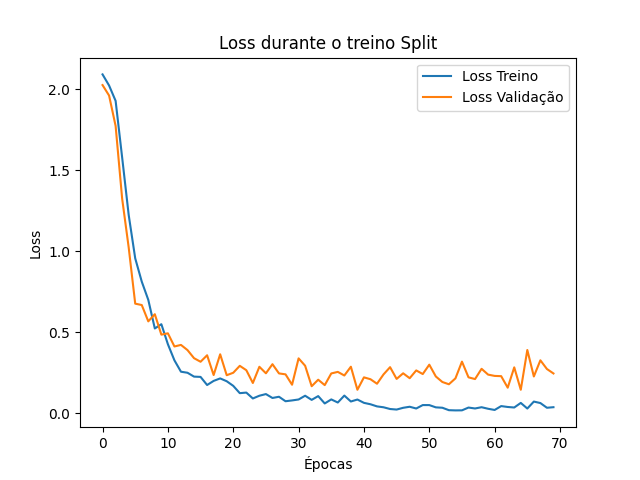 Loss durante o treino Split
Loss Treino
Loss Validação
2.0
1.5
1.0
0.5
0.0
Loss
0 10 20 30 40 50 60 70
Épocas